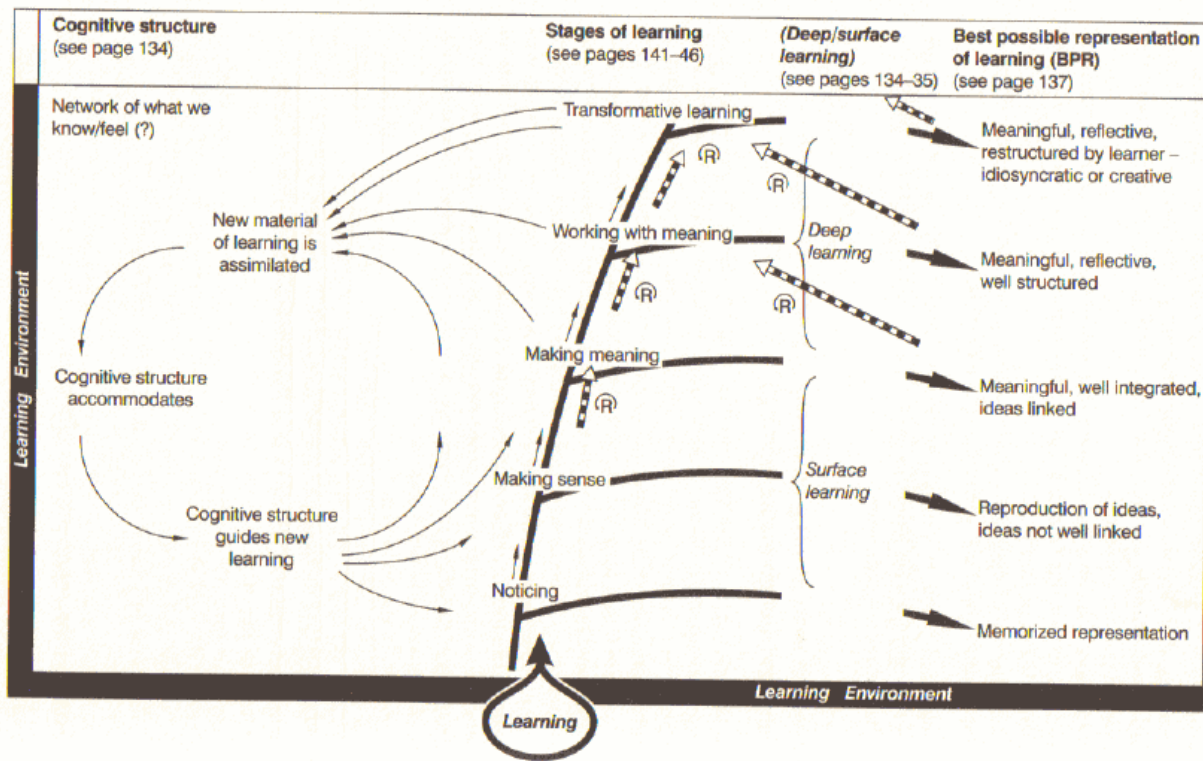 Cognitive structure
(see page 134)
Stages of learning
(see pages 141–46)
(Deep/surface
learning)
(see pages 134–35)
Best possible representation
of learning (BPR)
(see page 137)
Network of what we
know/feel (?)
New material
of learning is
assimilated
Cognitive structure
accommodates
Cognitive structure
guides new
learning
Transformative learning
Working with meaning
Making meaning
Making sense
Noticing
R
R
R
R
R
Deep
learning
Surface
learning
Meaningful, reflective,
restructured by learner –
idiosyncratic or creative
Meaningful, reflective,
well structured
Meaningful, well integrated,
ideas linked
Reproduction of ideas,
ideas not well linked
Memorized representation
Learning Environment
Learning Environment
Learning